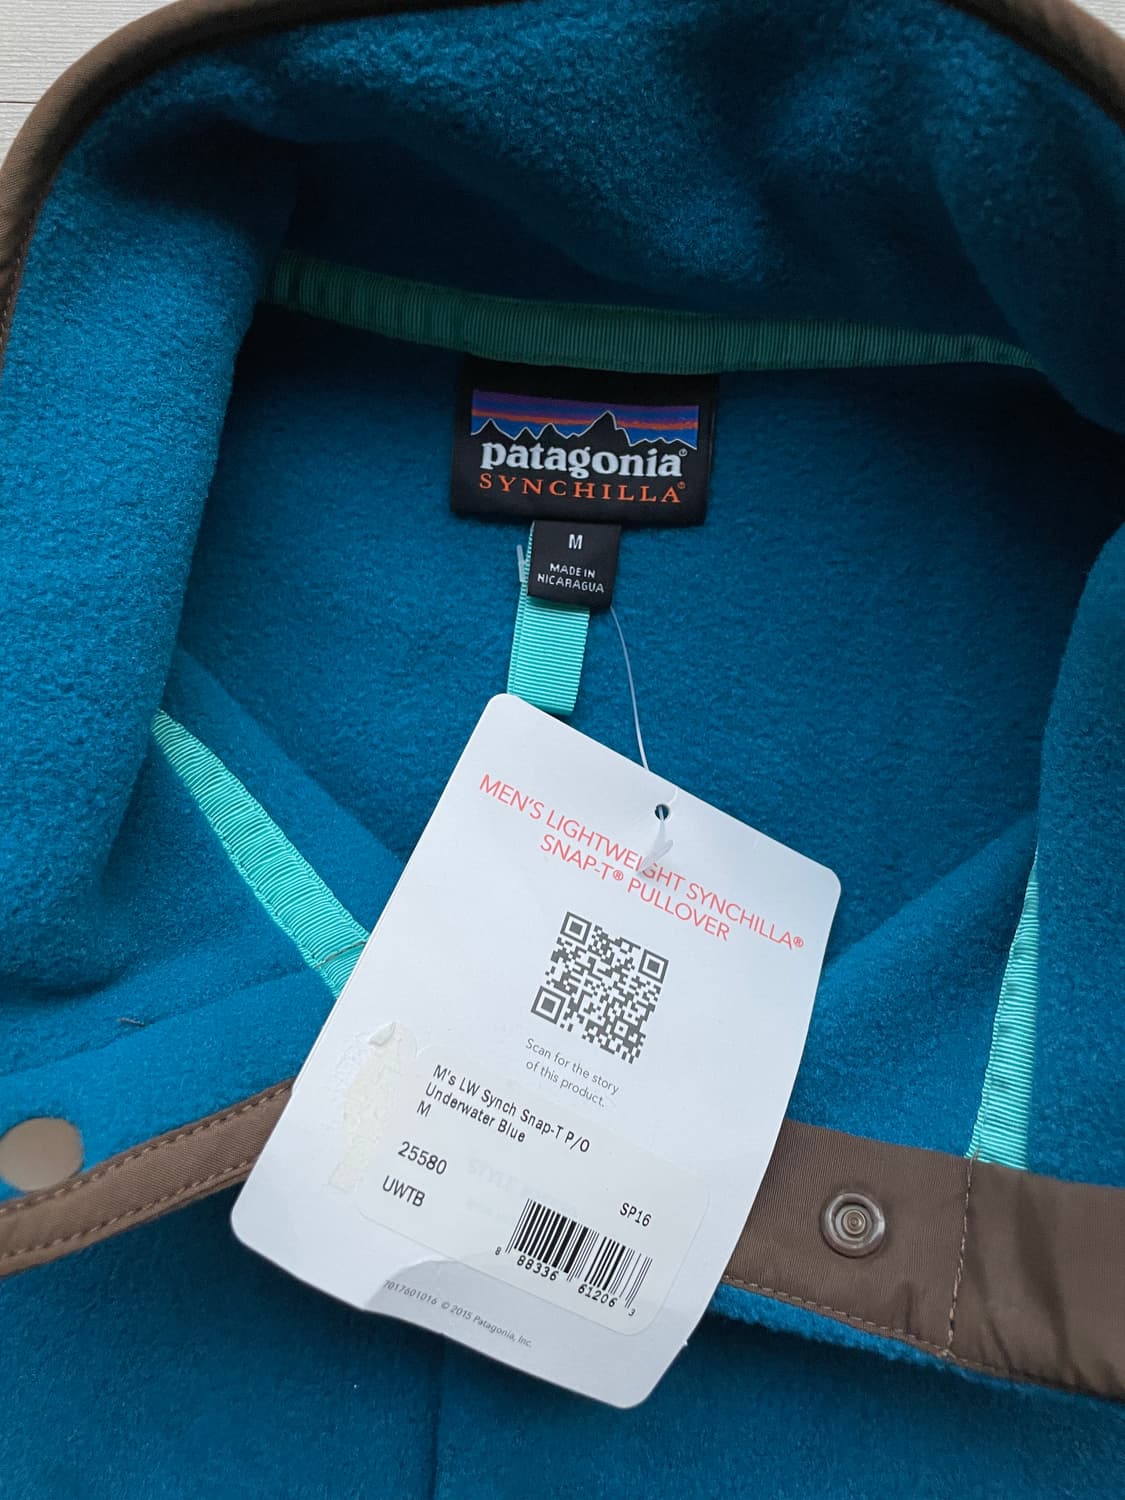 patagonia®
SYNCHILLA®
M
MADE IN
NICARAGUA
MEN'S LIGHTWEIGHT SYNCHILLA®
SNAP-T® PULLOVER
Scan for the story
of this product.
M's LW Synch Snap-T P/O
Underwater Blue
M
25580
UWTB
SP16
8 88336 61206 3
7017601016 © 2015 Patagonia, Inc.